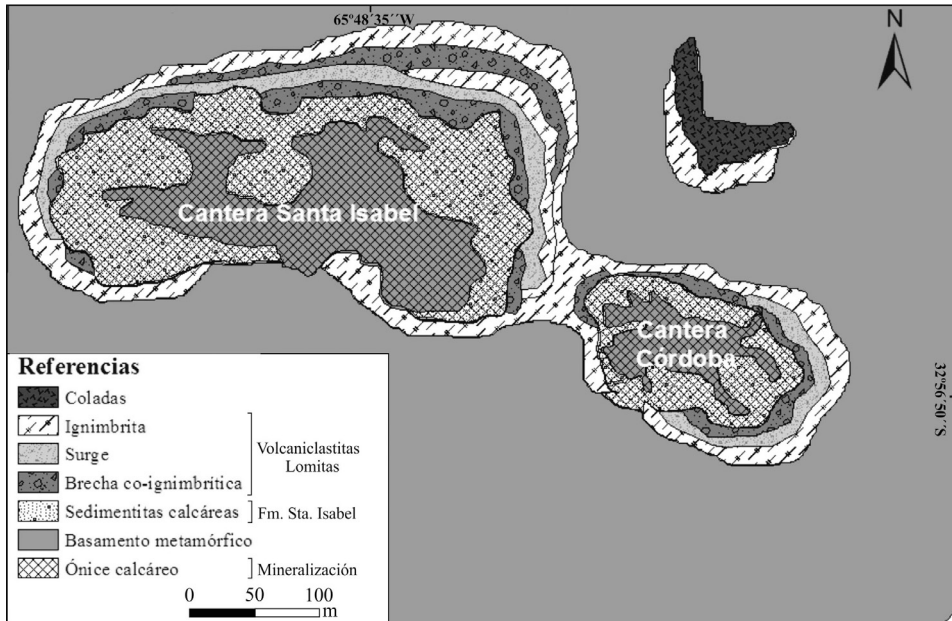 65º48´35´´W
N
Cantera Santa Isabel
Cantera
Córdoba
32º56´50´´S
Referencias
Coladas
Ignimbrita
Surge
Brecha co-ignimbrítica
Volcaniclastitas
Lomitas
Sedimentitas calcáreas
Fm. Sta. Isabel
Basamento metamórfico
Ónice calcáreo
Mineralización
0 50 100
m